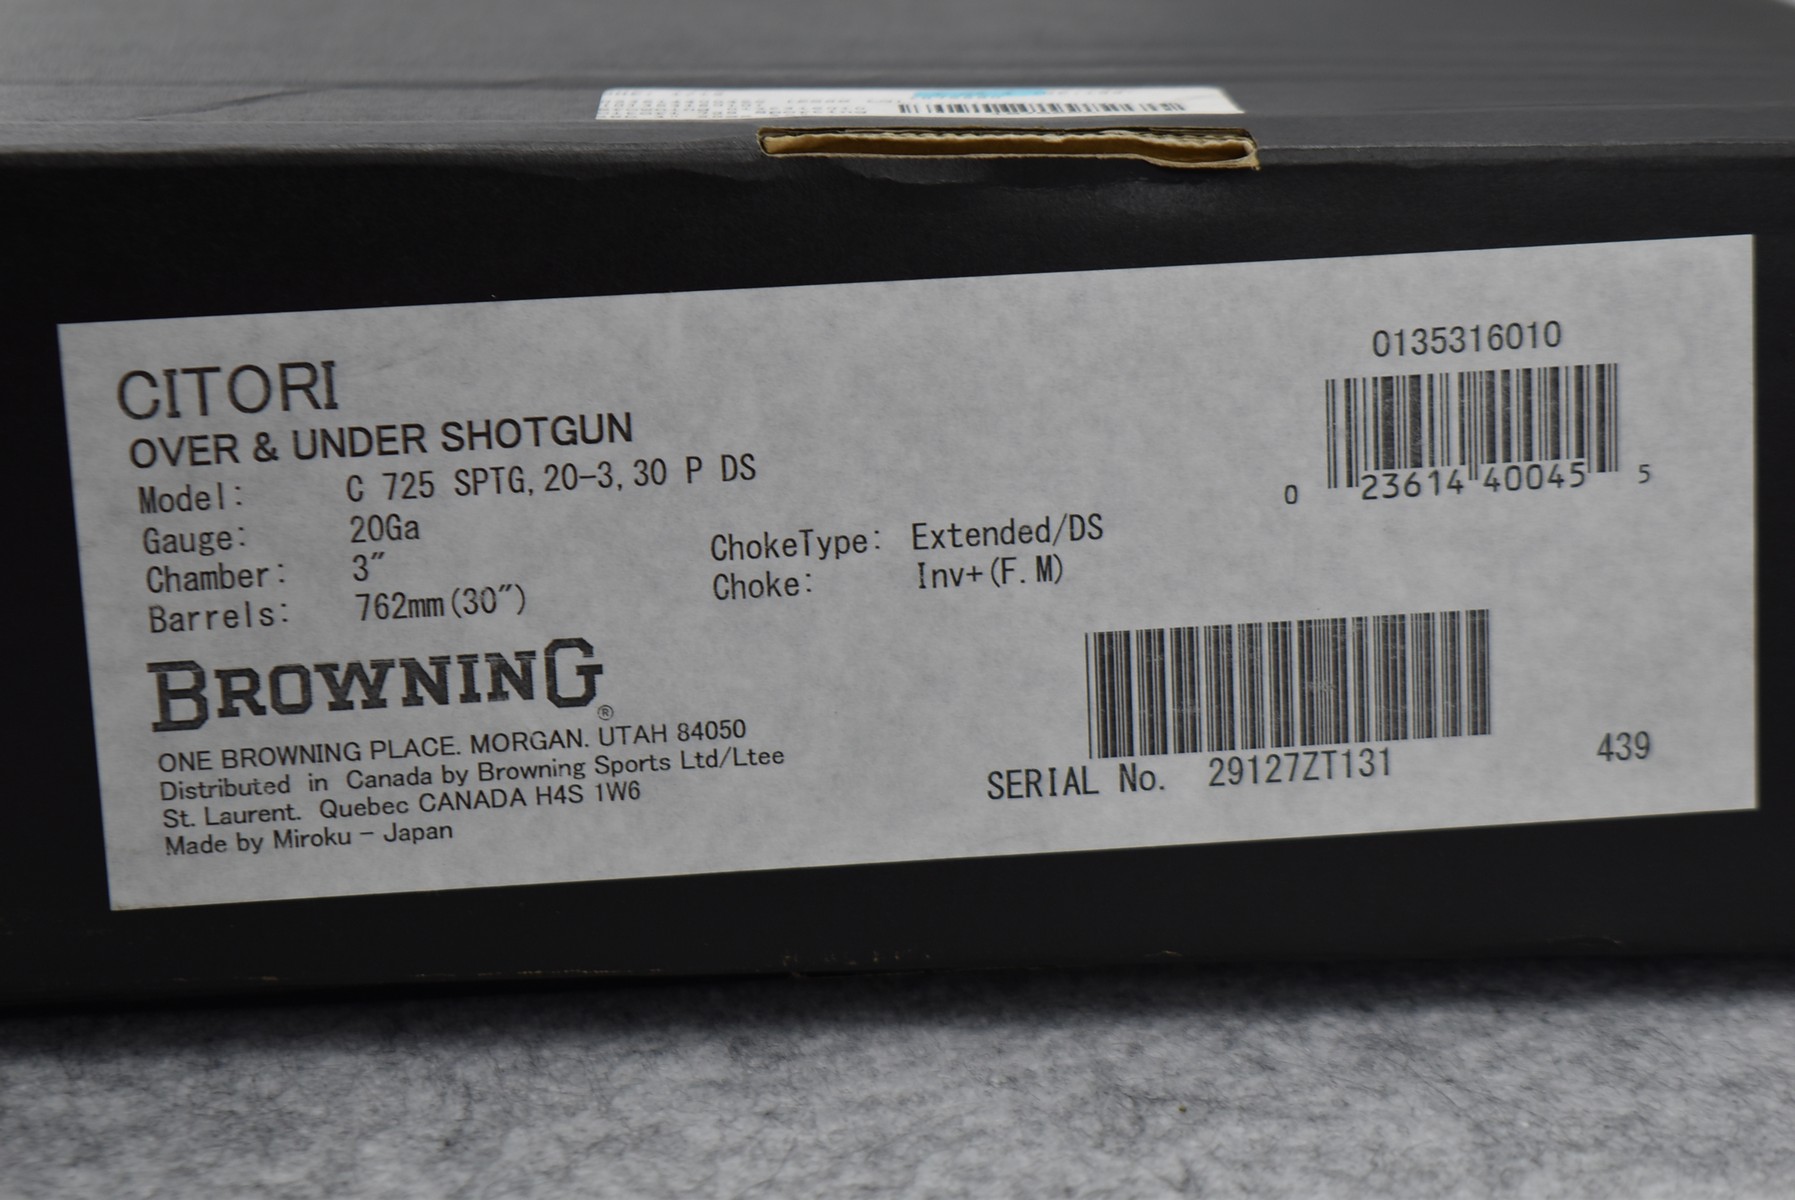 CITORI
OVER & UNDER SHOTGUN
Model: C 725 SPTG, 20-3, 30 P DS
Gauge: 20Ga
Chamber: 3″
Barrels: 762mm(30″)
ChokeType: Extended/DS
Choke: Inv+(F.M)
BROWNING®
ONE BROWNING PLACE. MORGAN. UTAH 84050
Distributed in Canada by Browning Sports Ltd/Ltee
St. Laurent. Quebec CANADA H4S 1W6
Made by Miroku - Japan
0135316010
0 23614 40045 5
SERIAL No. 29127ZT131
439